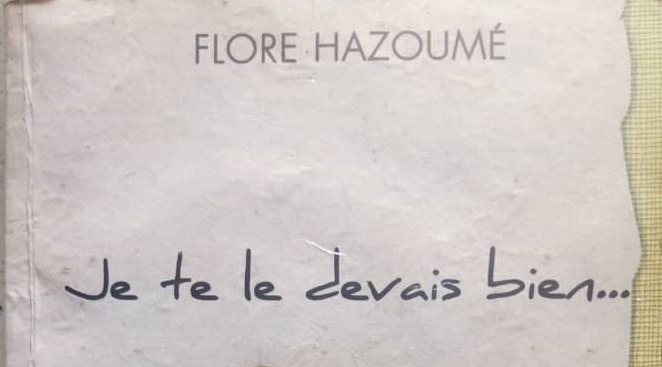 FLORE HAZOUMÉ
Je te le devais bien...